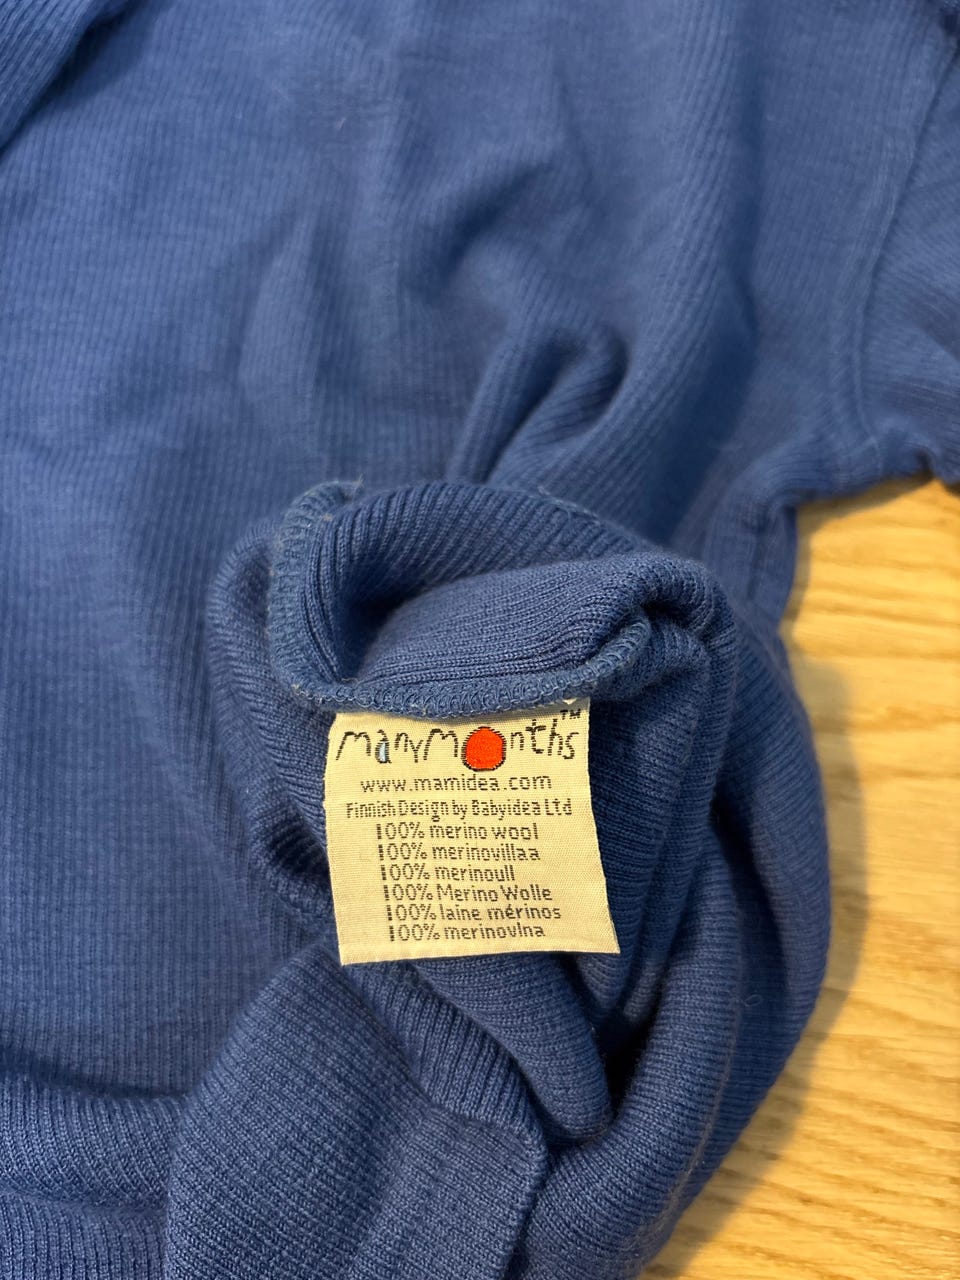 manymonths™
www.mamidea.com
Finnish Design by Babyidea Ltd
100% merino wool
100% merinovillaa
100% merinoull
100% Merino Wolle
100% laine mérinos
100% merinovlna